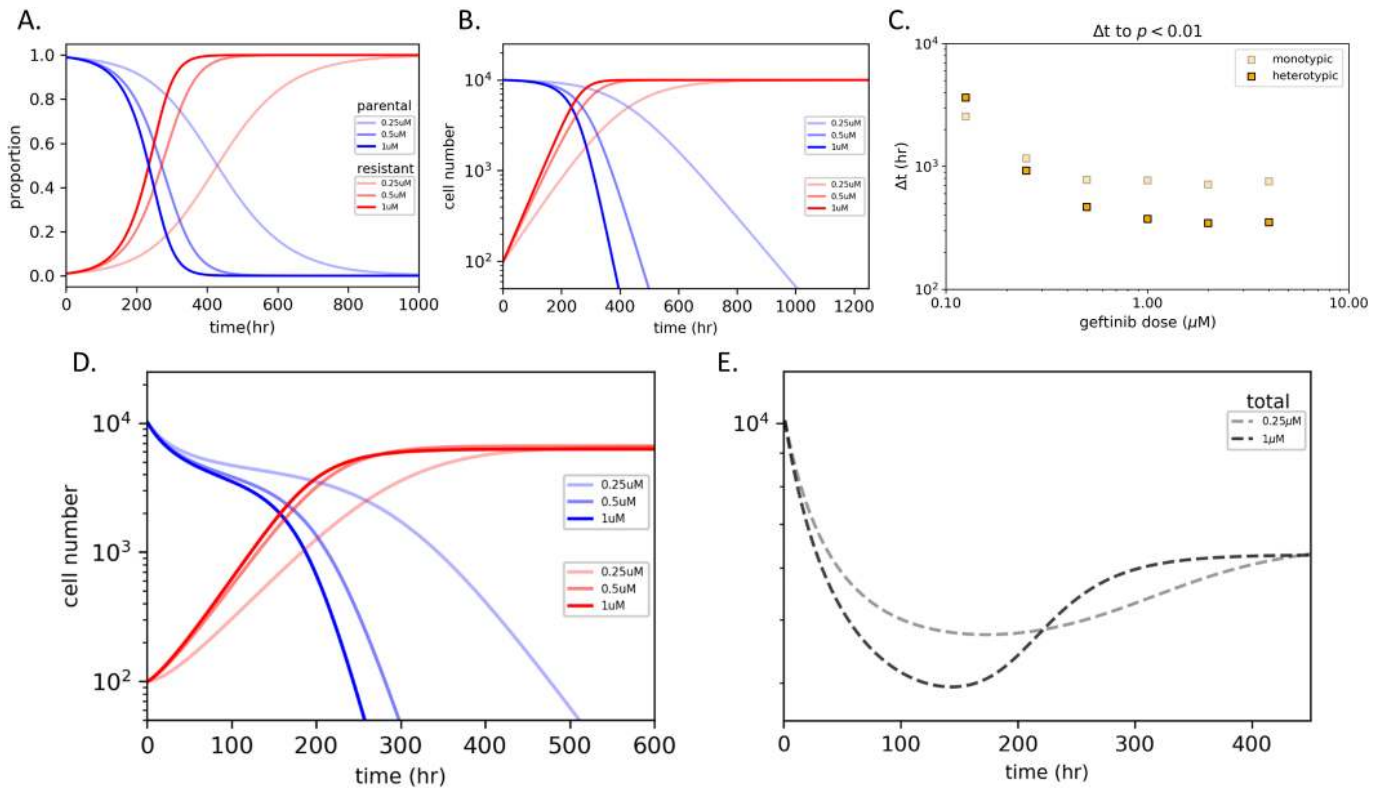 A.
1.0
0.8
0.6
0.4
0.2
0.0
proportion
parental
0.25uM
0.5uM
1uM
resistant
0.25uM
0.5uM
1uM
0 200 400 600 800 1000
time(hr)
B.
10⁴
10³
10²
cell number
0.25uM
0.5uM
1uM
0.25uM
0.5uM
1uM
0 200 400 600 800 1000 1200
time (hr)
C.
Δt to p < 0.01
10⁴
10³
10²
Δt (hr)
monotypic
heterotypic
0.10 1.00 10.00
geftinib dose (μM)
D.
10⁴
10³
10²
cell number
0.25uM
0.5uM
1uM
0.25uM
0.5uM
1uM
0 100 200 300 400 500 600
time (hr)
E.
10⁴
total
0.25μM
1μM
0 100 200 300 400
time (hr)